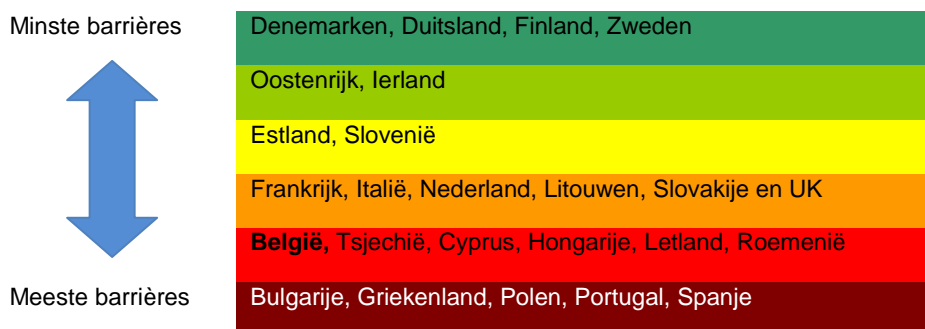 Minste barrières
Denemarken, Duitsland, Finland, Zweden
Oostenrijk, Ierland
Estland, Slovenië
Frankrijk, Italië, Nederland, Litouwen, Slovakije en UK
België, Tsjechië, Cyprus, Hongarije, Letland, Roemenië
Meeste barrières
Bulgarije, Griekenland, Polen, Portugal, Spanje